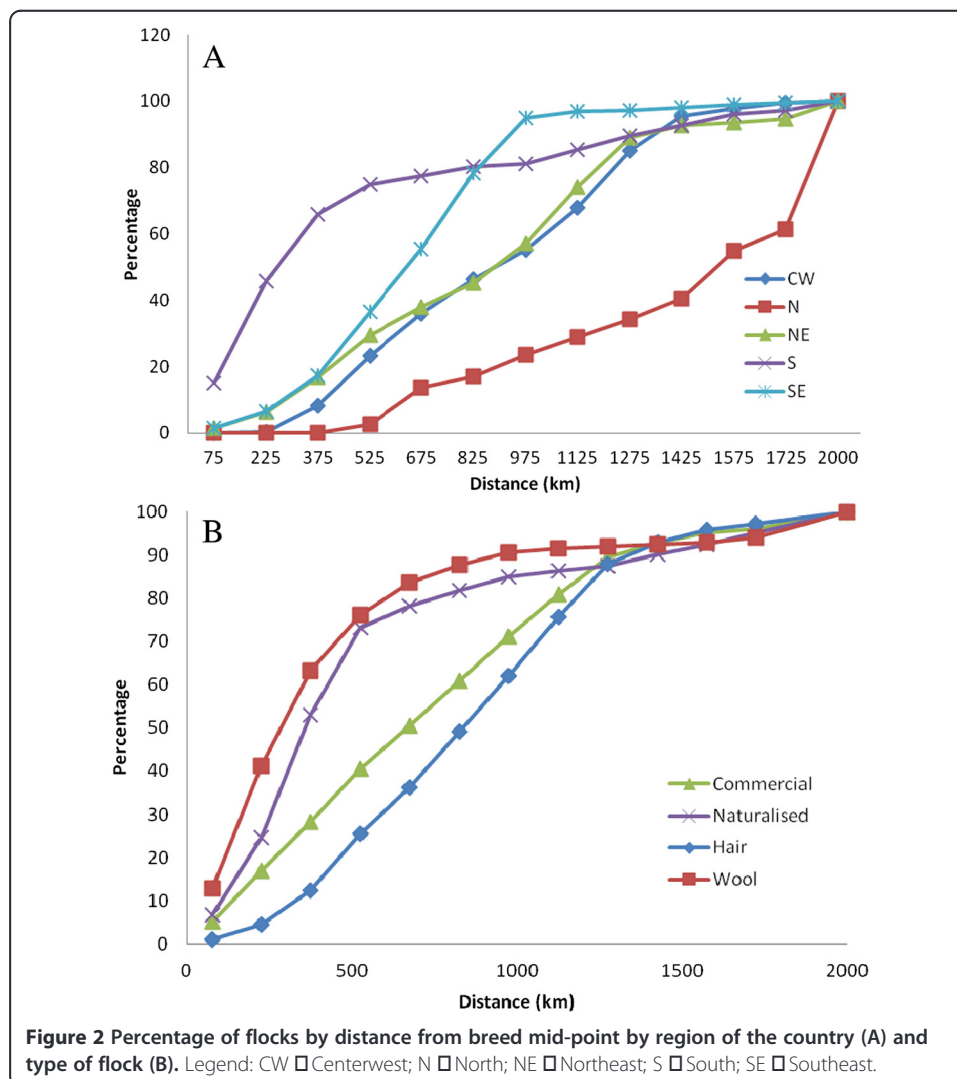 A
120
100
80
60
40
20
0
Percentage
75 225 375 525 675 825 975 1125 1275 1425 1575 1725 2000
Distance (km)
CW
N
NE
S
SE
B
100
90
80
70
60
50
40
30
20
10
0
Percentage
0 500 1000 1500 2000
Distance (km)
Commercial
Naturalised
Hair
Wool
Figure 2 Percentage of flocks by distance from breed mid-point by region of the country (A) and
type of flock (B). Legend: CW □ Centerwest; N □ North; NE □ Northeast; S □ South; SE □ Southeast.